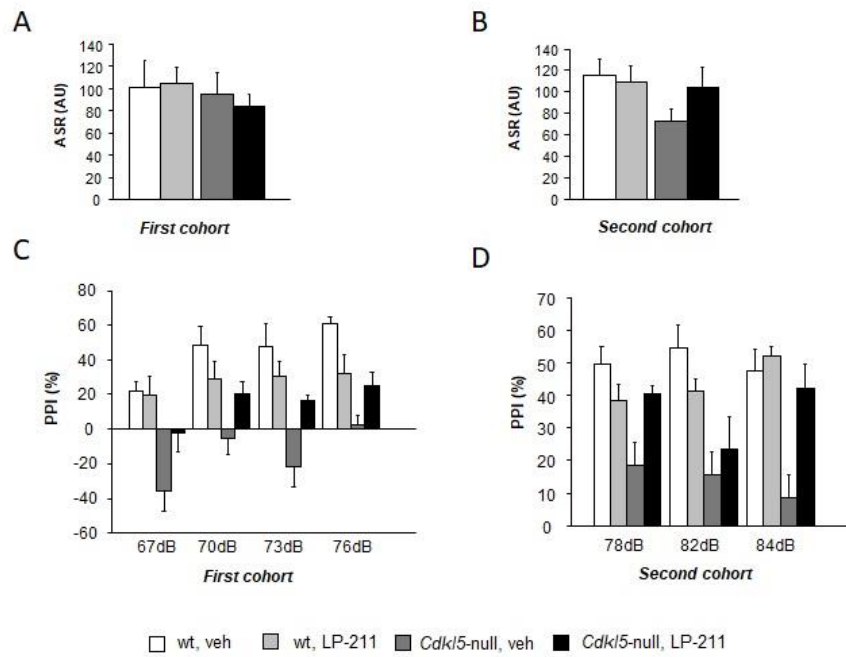 A
B
ASR (AU)
140
120
100
80
60
40
20
0
First cohort
ASR (AU)
140
120
100
80
60
40
20
0
Second cohort
C
D
PPI (%)
80
60
40
20
0
-20
-40
-60
67dB 70dB 73dB 76dB
First cohort
PPI (%)
70
60
50
40
30
20
10
0
78dB 82dB 84dB
Second cohort
wt, veh wt, LP-211 Cdkl5-null, veh Cdkl5-null, LP-211